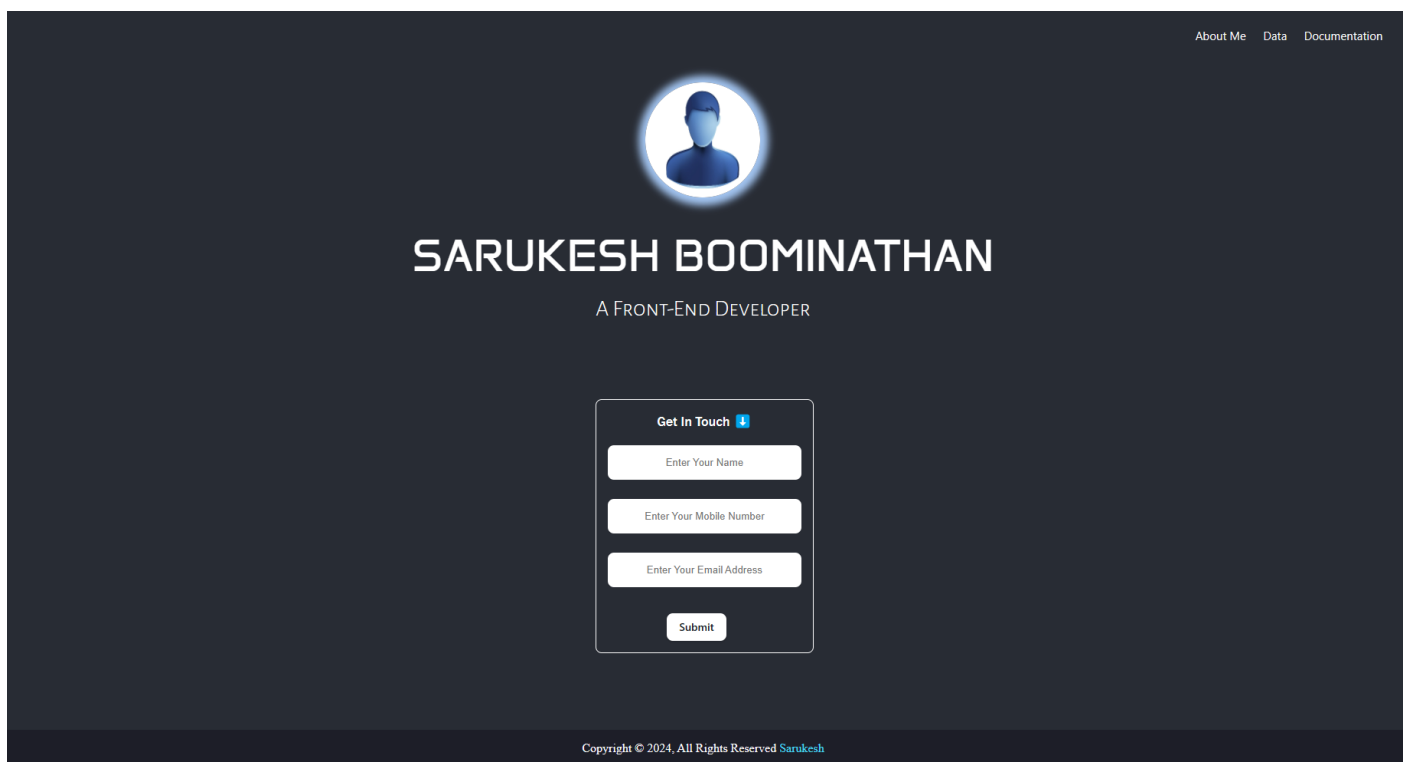 About Me Data Documentation
SARUKESH BOOMINATHAN
A Front-End Developer
Get In Touch ⬇️
Enter Your Name
Enter Your Mobile Number
Enter Your Email Address
Submit
Copyright © 2024, All Rights Reserved Sarukesh